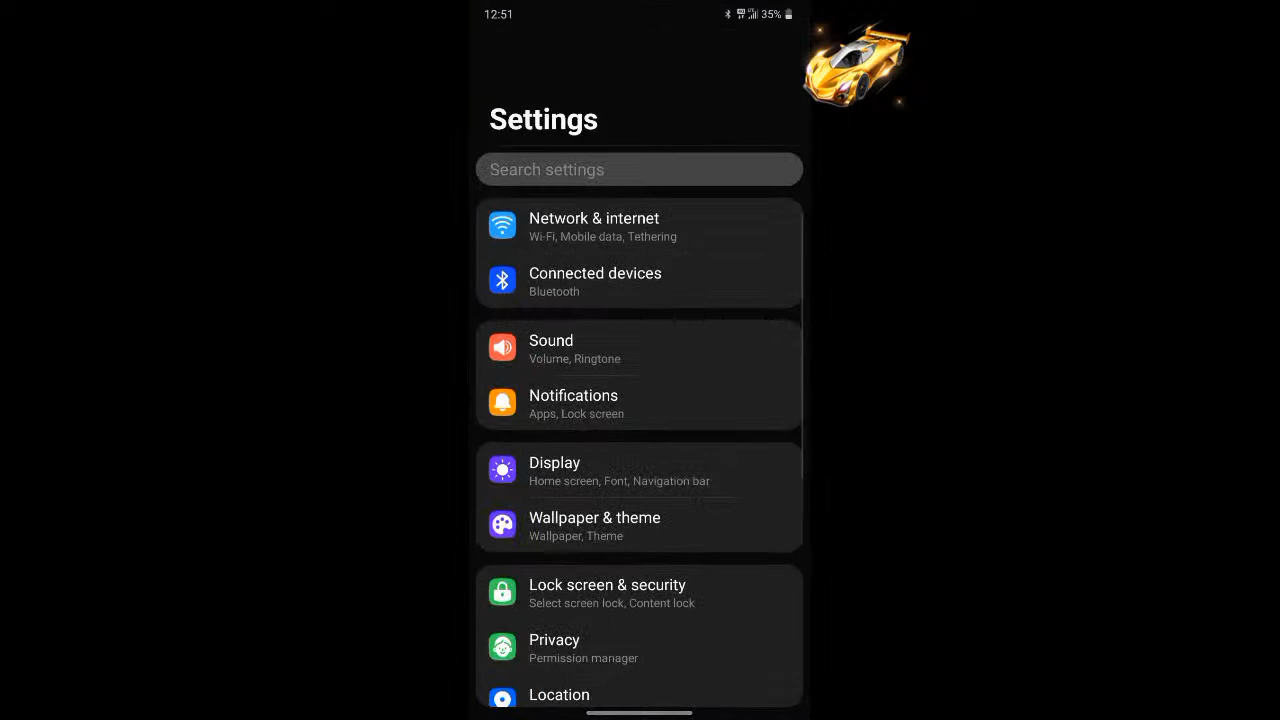 12:51
35%
Settings
Search settings
Network & internet
Wi-Fi, Mobile data, Tethering
Connected devices
Bluetooth
Sound
Volume, Ringtone
Notifications
Apps, Lock screen
Display
Home screen, Font, Navigation bar
Wallpaper & theme
Wallpaper, Theme
Lock screen & security
Select screen lock, Content lock
Privacy
Permission manager
Location